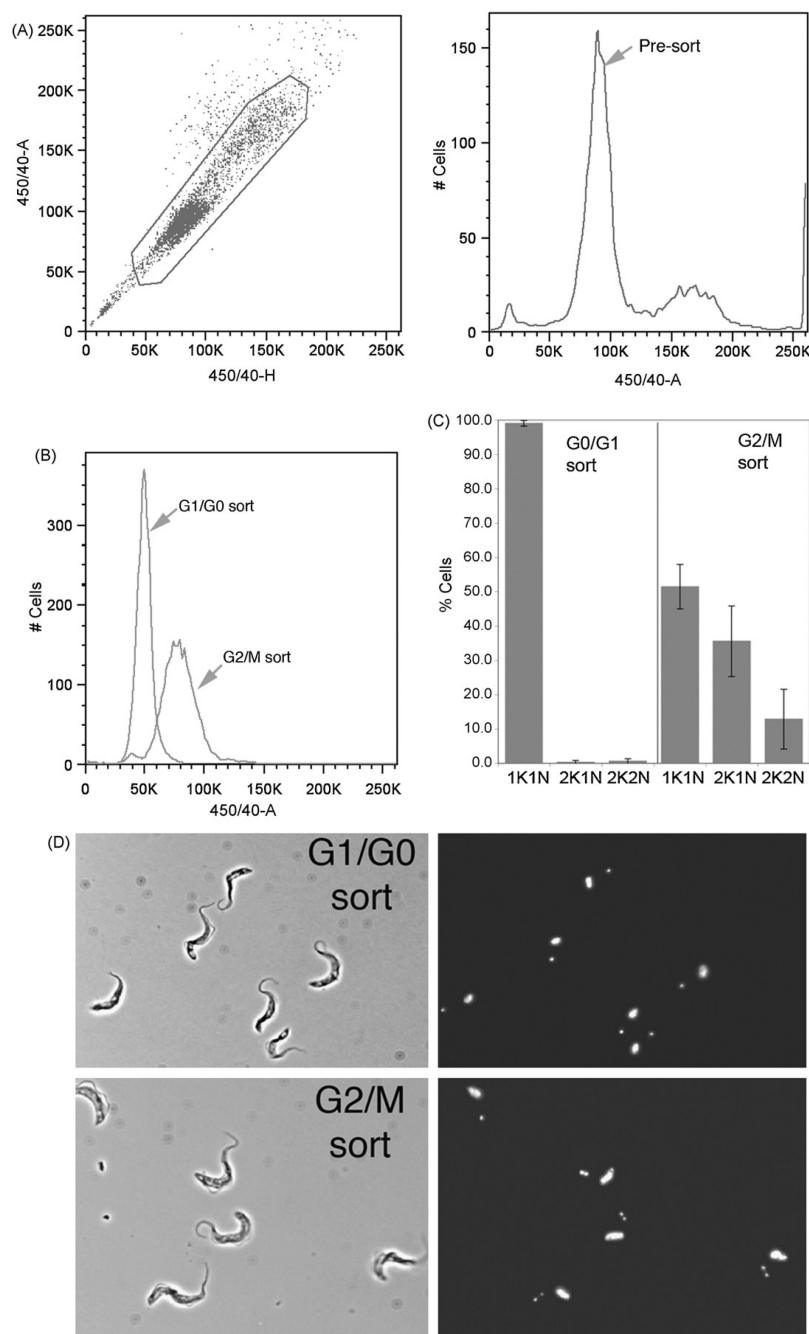 (A)
250K
200K
150K
100K
50K
0
450/40-A
0 50K 100K 150K 200K 250K
450/40-H
150
100
50
0
# Cells
Pre-sort
0 50K 100K 150K 200K 250K
450/40-A
(B)
300
200
100
0
# Cells
G1/G0 sort
G2/M sort
0 50K 100K 150K 200K 250K
450/40-A
(C)
100.0
90.0
80.0
70.0
60.0
50.0
40.0
30.0
20.0
10.0
0.0
% Cells
G0/G1
sort
G2/M
sort
1K1N 2K1N 2K2N 1K1N 2K1N 2K2N
(D)
G1/G0
sort
G2/M
sort